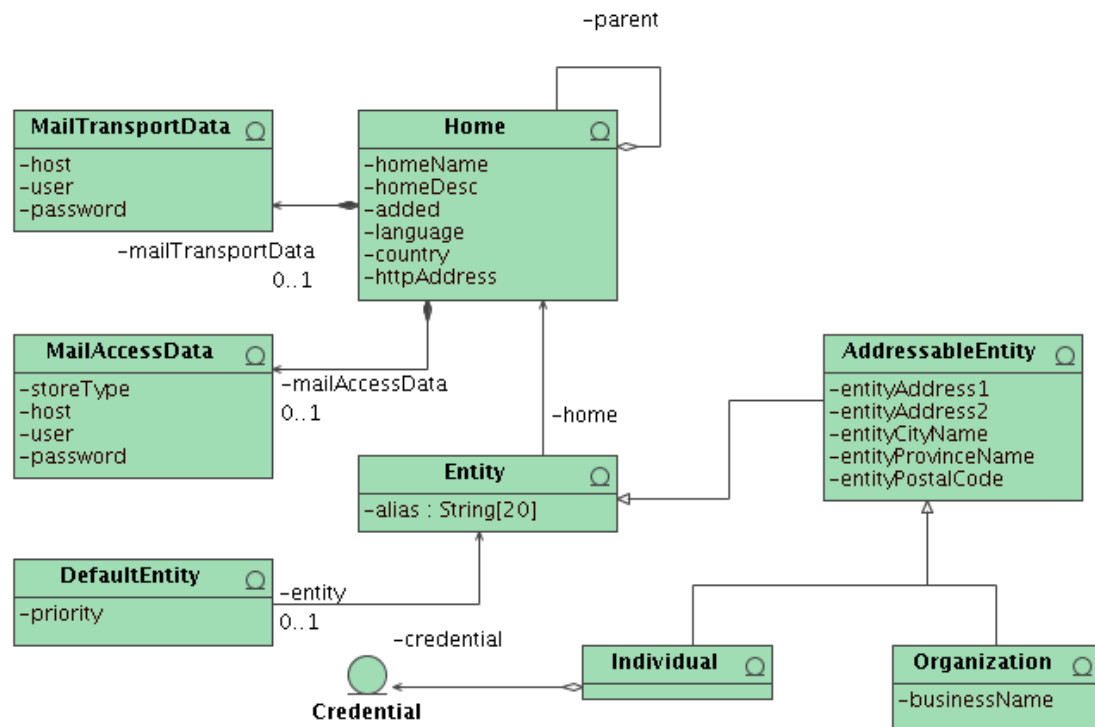 -parent
MailTransportData
-host
-user
-password
Home
-homeName
-homeDesc
-added
-language
-country
-httpAddress
-mailTransportData
0..1
MailAccessData
-storeType
-host
-user
-password
-mailAccessData
0..1
-home
AddressableEntity
-entityAddress1
-entityAddress2
-entityCityName
-entityProvinceName
-entityPostalCode
Entity
-alias : String[20]
DefaultEntity
-priority
-entity
0..1
-credential
Credential
Individual
Organization
-businessName